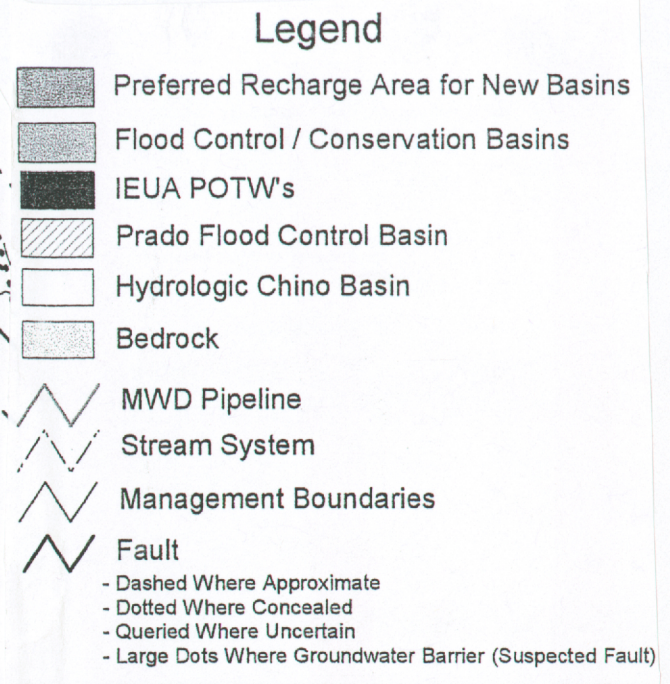 Legend
Preferred Recharge Area for New Basins
Flood Control / Conservation Basins
IEUA POTW's
Prado Flood Control Basin
Hydrologic Chino Basin
Bedrock
MWD Pipeline
Stream System
Management Boundaries
Fault
- Dashed Where Approximate
- Dotted Where Concealed
- Queried Where Uncertain
- Large Dots Where Groundwater Barrier (Suspected Fault)